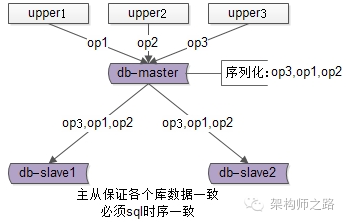 upper1 upper2 upper3
op1 op2 op3
db-master
序列化:op3,op1,op2
op3,op1,op2 op3,op1,op2
db-slave1 db-slave2
主从保证各个库数据一致
必须sql时序一致
架构师之路